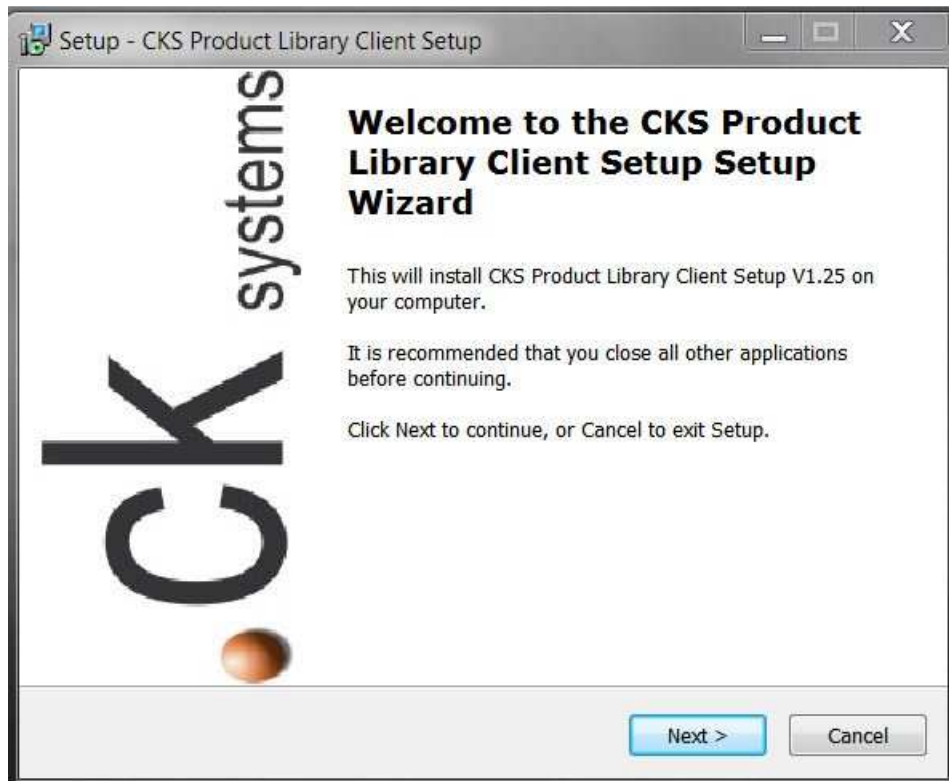 Setup - CKS Product Library Client Setup
ck systems
Welcome to the CKS Product
Library Client Setup Setup
Wizard
This will install CKS Product Library Client Setup V1.25 on
your computer.
It is recommended that you close all other applications
before continuing.
Click Next to continue, or Cancel to exit Setup.
Next >
Cancel